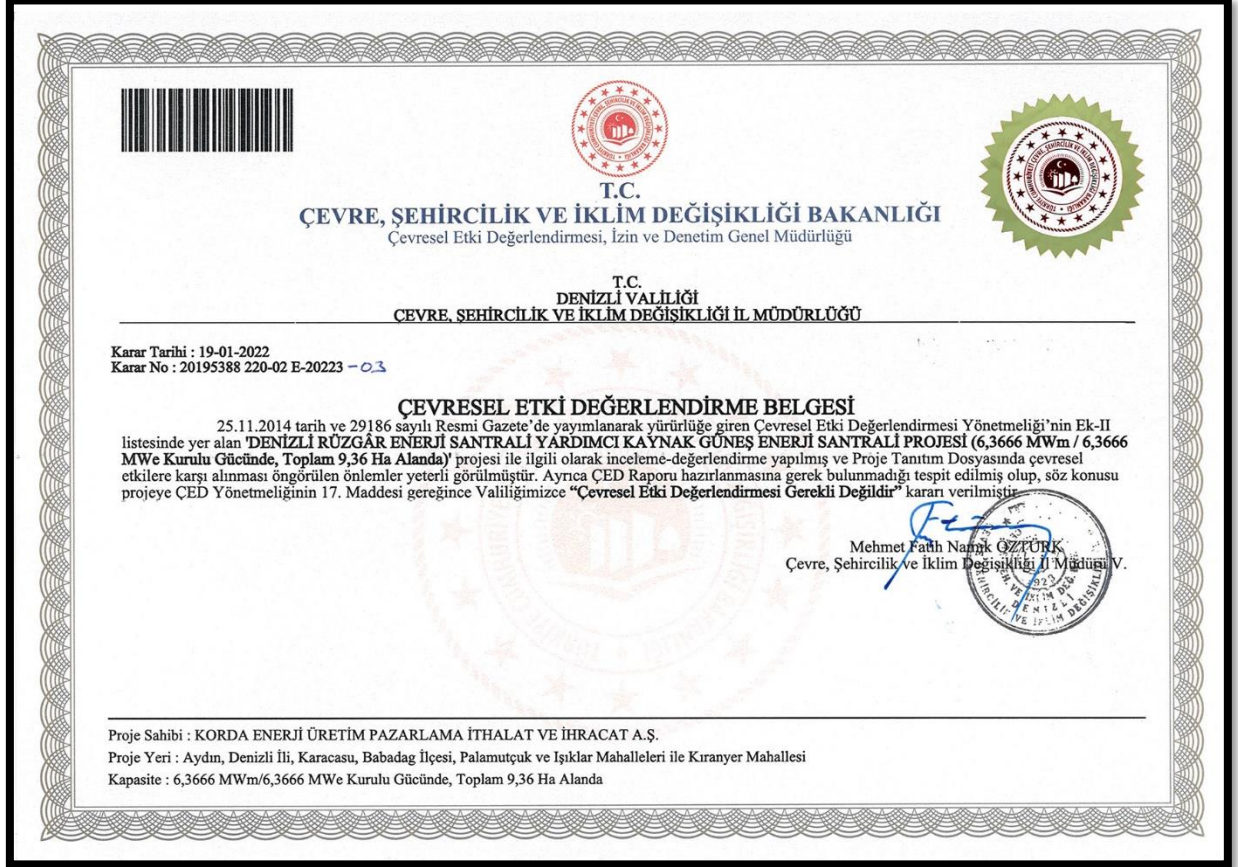 T.C.
ÇEVRE, ŞEHİRCİLİK VE İKLİM DEĞİŞİKLİĞİ BAKANLIĞI
Çevresel Etki Değerlendirmesi, İzin ve Denetim Genel Müdürlüğü
T.C.
DENİZLİ VALİLİĞİ
ÇEVRE, ŞEHİRCİLİK VE İKLİM DEĞİŞİKLİĞİ İL MÜDÜRLÜĞÜ
Karar Tarihi : 19-01-2022
Karar No : 20195388 220-02 E-20223 -03
ÇEVRESEL ETKİ DEĞERLENDİRME BELGESİ
25.11.2014 tarih ve 29186 sayılı Resmi Gazete’de yayımlanarak yürürlüğe giren Çevresel Etki Değerlendirmesi Yönetmeliği’nin Ek-II
listesinde yer alan 'DENİZLİ RÜZGÂR ENERJİ SANTRALİ YARDIMCI KAYNAK GÜNEŞ ENERJİ SANTRALİ PROJESİ (6,3666 MWm / 6,3666
MWe Kurulu Gücünde, Toplam 9,36 Ha Alanda)' projesi ile ilgili olarak inceleme-değerlendirme yapılmış ve Proje Tanıtım Dosyasında çevresel
etkilere karşı alınması öngörülen önlemler yeterli görülmüştür. Ayrıca ÇED Raporu hazırlanmasına gerek bulunmadığı tespit edilmiş olup, söz konusu
projeye ÇED Yönetmeliğinin 17. Maddesi gereğince Valiliğimizce “Çevresel Etki Değerlendirmesi Gerekli Değildir” kararı verilmiştir.
Mehmet Fatih Namık ÖZTÜRK
Çevre, Şehircilik ve İklim Değişikliği İl Müdürü V.
Proje Sahibi : KORDA ENERJİ ÜRETİM PAZARLAMA İTHALAT VE İHRACAT A.Ş.
Proje Yeri : Aydın, Denizli İli, Karacasu, Babadag İlçesi, Palamutçuk ve Işıklar Mahalleleri ile Kıranyer Mahallesi
Kapasite : 6,3666 MWm/6,3666 MWe Kurulu Gücünde, Toplam 9,36 Ha Alanda